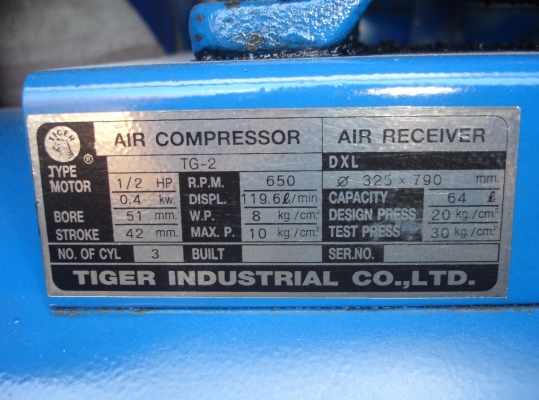 TIGER
®
AIR COMPRESSOR AIR RECEIVER
TYPE TG-2 DXL
MOTOR 1/2 HP. R.P.M. 650 Ø 325 × 790 mm.
0.4 kw. DISPL. 119.6ℓ/min CAPACITY 64 ℓ
BORE 51 mm. W.P. 8 kg./cm² DESIGN PRESS 20 kg./cm²
STROKE 42 mm. MAX. P. 10 kg./cm² TEST PRESS 30 kg./cm²
NO. OF CYL 3 BUILT SER.NO.
TIGER INDUSTRIAL CO.,LTD.